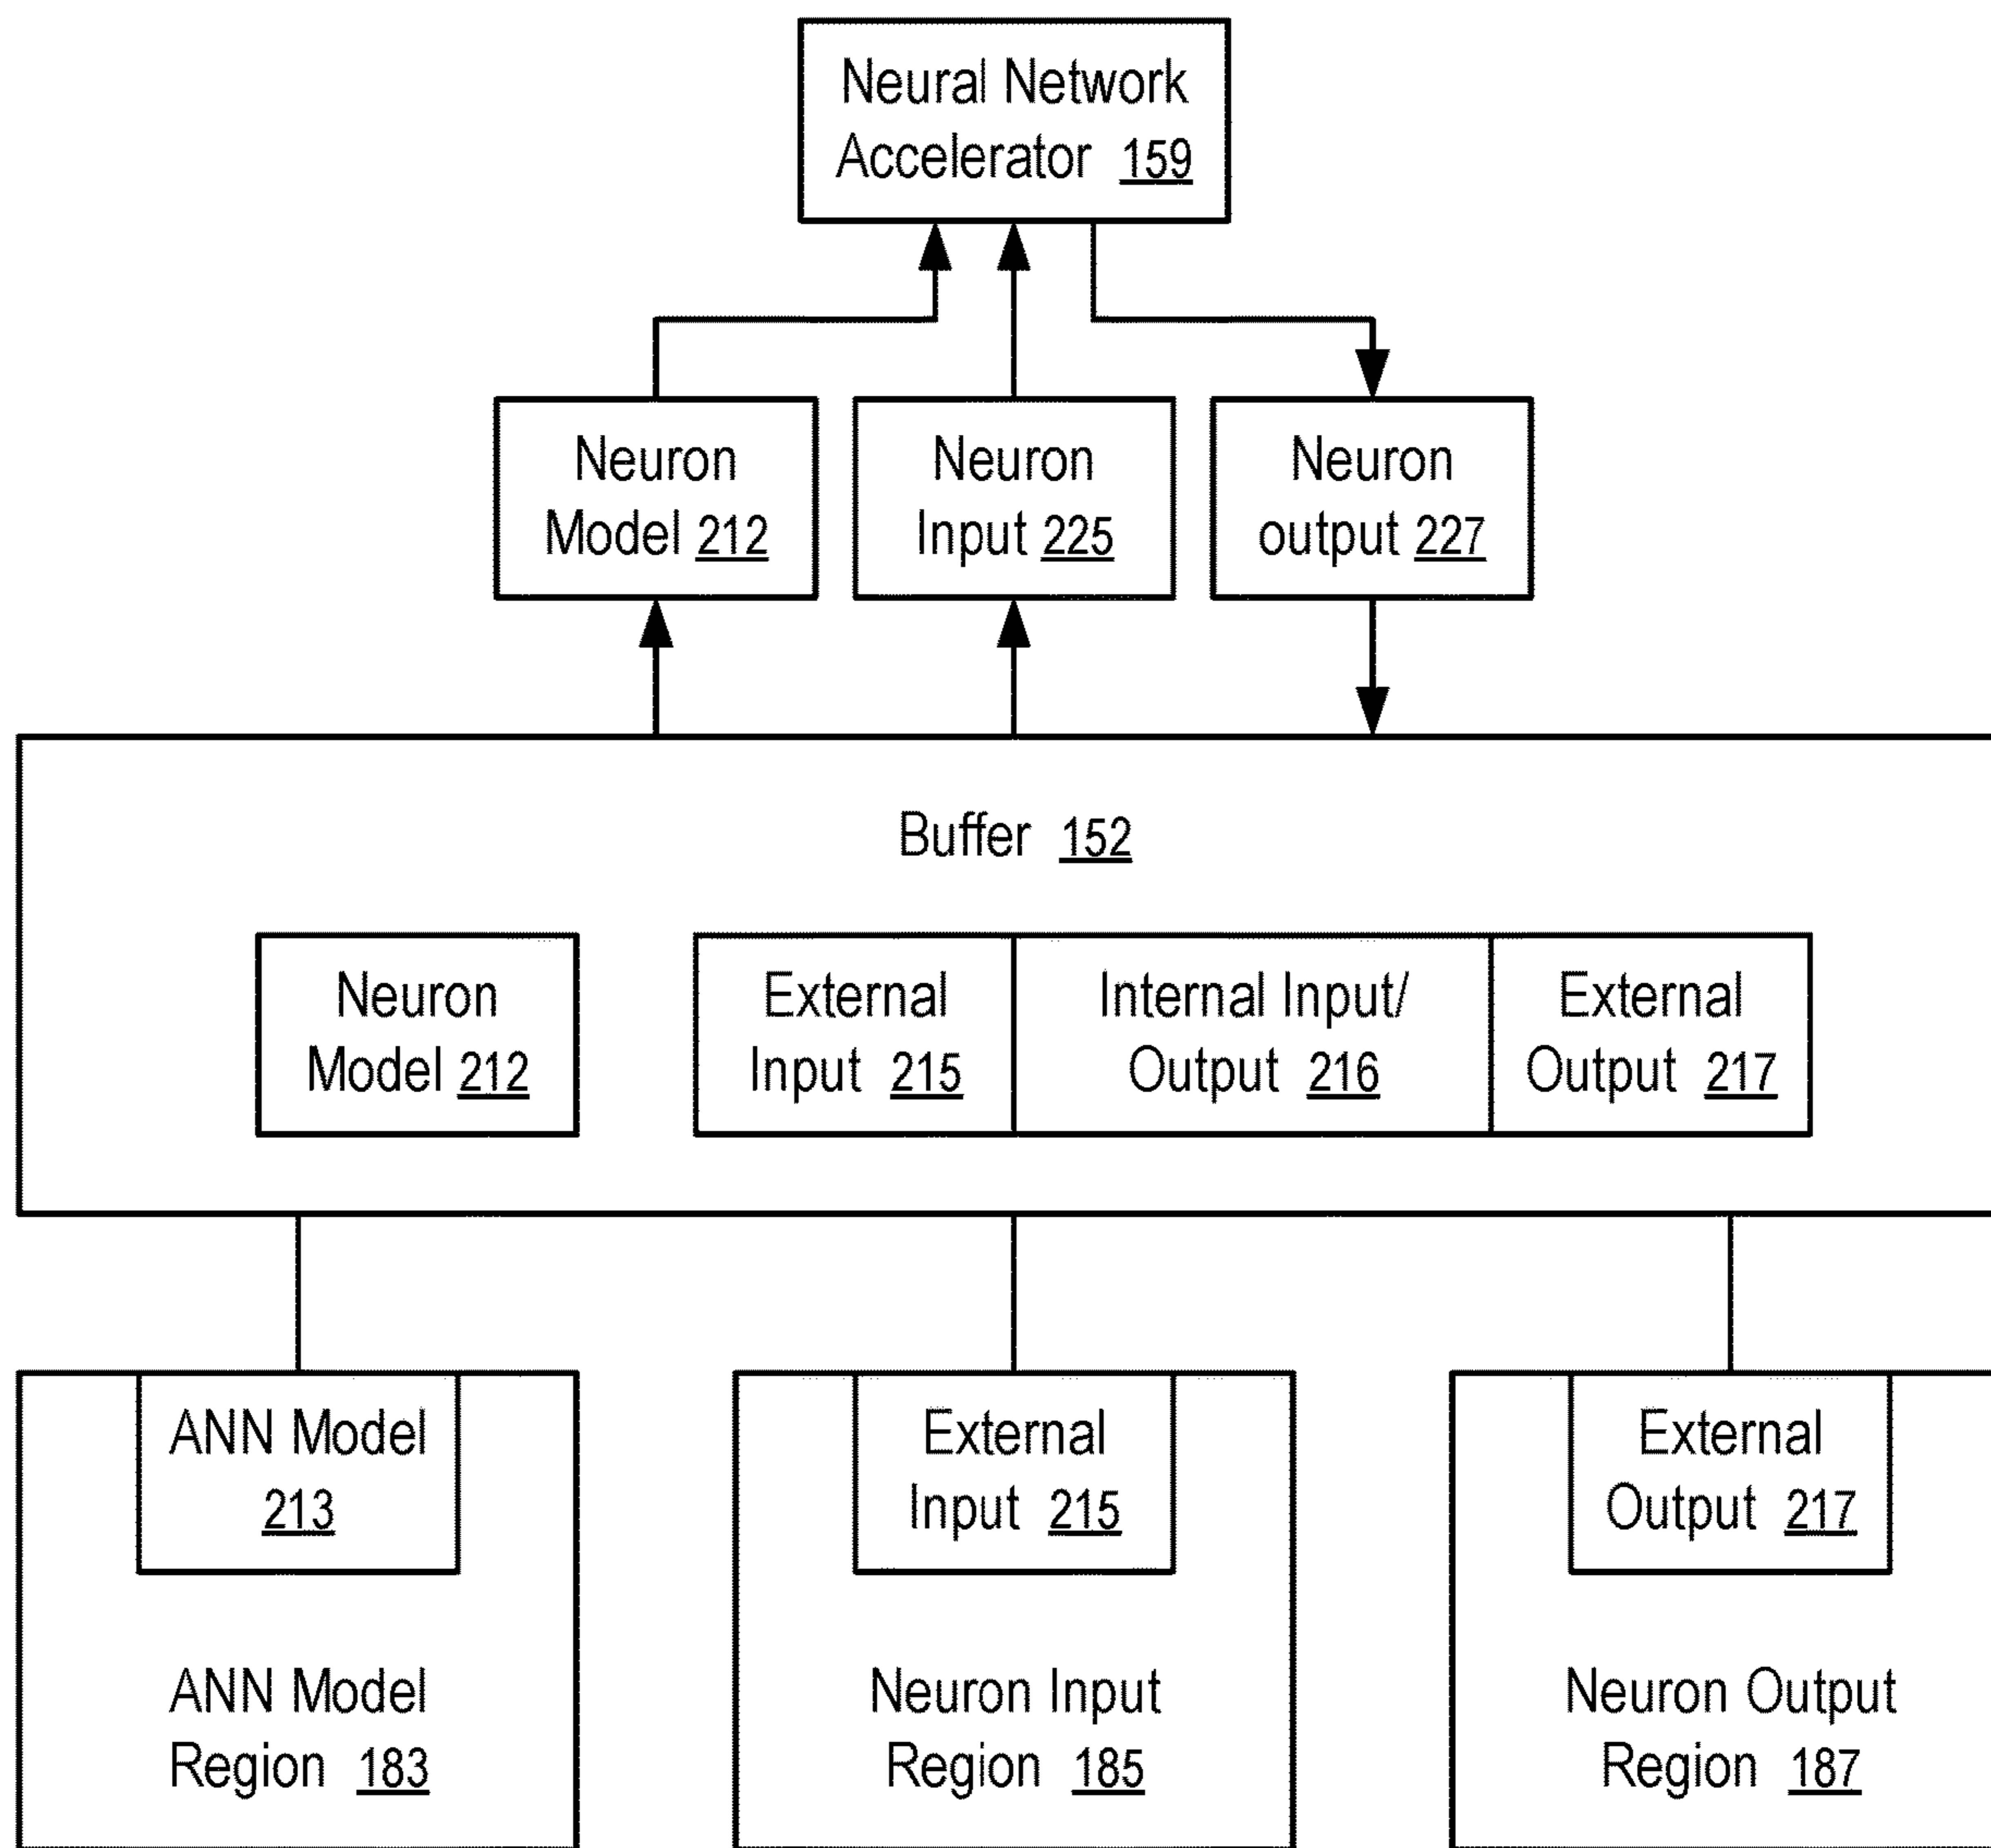 Neural Network
Accelerator 159
Neuron
Model 212
Neuron
Input 225
Neuron
output 227
Buffer 152
Neuron
Model 212
External
Input 215
Internal Input/
Output 216
External
Output 217
ANN Model
213
ANN Model
Region 183
External
Input 215
Neuron Input
Region 185
External
Output 217
Neuron Output
Region 187